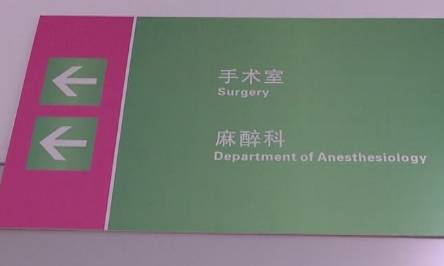 手术室
Surgery
麻醉科
Department of Anesthesiology